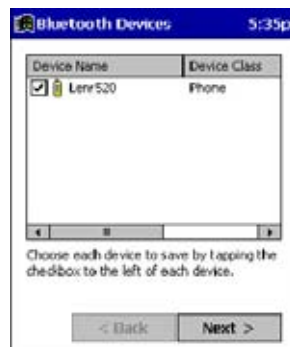 Bluetooth Devices 5:35p
Device Name Device Class
Phone
Choose each device to save by tapping the
checkbox to the left of each device.
< Back Next >